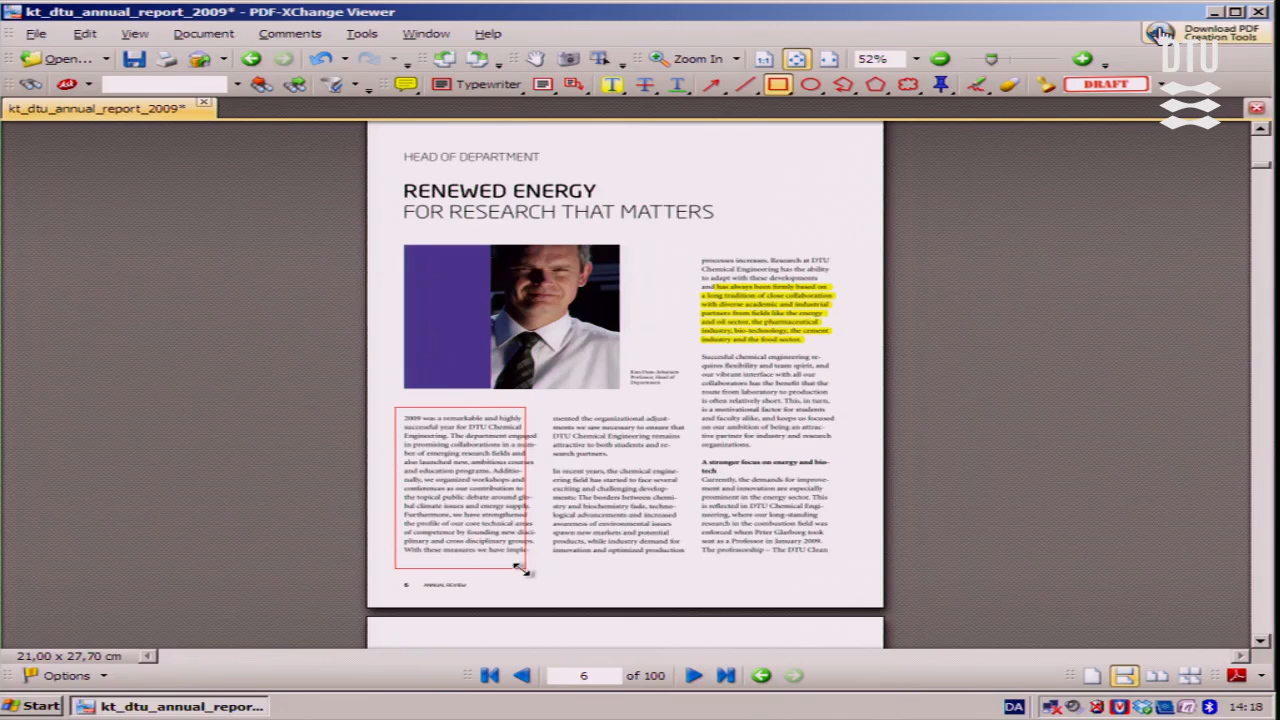 kt_dtu_annual_report_2009* - PDF-XChange Viewer
File Edit View Document Comments Tools Window Help
Download PDF
Creation Tools
DTU
Open... Zoom In 1:1 52%
Typewriter T T T DRAFT
kt_dtu_annual_report_2009*
HEAD OF DEPARTMENT
RENEWED ENERGY
FOR RESEARCH THAT MATTERS
Professor, Head of
Department
2009 was a remarkable and highly
successful year for DTU Chemical
Engineering. The department engaged
in promising collaborations in a num-
ber of emerging research fields and
also launched new, ambitious courses
and education programs. Additio-
nally, we organized workshops and
conferences as our contribution to
the topical public debate around glo-
bal climate issues and energy supply.
Furthermore, we have strengthened
the profile of our core technical areas
of competence by founding new disci-
plinary and cross disciplinary groups.
With these measures we have imple-
mented the organizational adjust-
ments we saw necessary to ensure that
DTU Chemical Engineering remains
attractive to both students and re-
search partners.
In recent years, the chemical engine-
ering field has started to face several
exciting and challenging develop-
ments; The borders between chemi-
stry and biochemistry fade, techno-
logical advancements and increased
awareness of environmental issues
spawn new markets and potential
products, while industry demand for
innovation and optimized production
processes increases. Research at DTU
Chemical Engineering has the ability
to adapt with these developments
and has always been firmly based on
a long tradition of close collaboration
with diverse academic and industrial
partners from fields like the energy
and oil sector, the pharmaceutical
industry, bio-technology, the cement
industry and the food sector.
Successful chemical engineering re-
quires flexibility and team spirit, and
our vibrant interface with all our
collaborators has the benefit that the
route from laboratory to production
is often relatively short. This, in turn,
is a motivational factor for students
and faculty alike, and keeps us focused
on our ambition of being an attrac-
tive partner for industry and research
organizations.
A stronger focus on energy and bio-
tech
Currently, the demands for improve-
ment and innovation are especially
prominent in the energy sector. This
is reflected in DTU Chemical Engi-
neering, where our long-standing
research in the combustion field was
enforced when Peter Glarborg took
seat as a Professor in January 2009.
The professorship – The DTU Clean
6 ANNUAL REVIEW
21,00 x 27,70 cm
Options 6 of 100
Start kt_dtu_annual_repor... DA 14:18